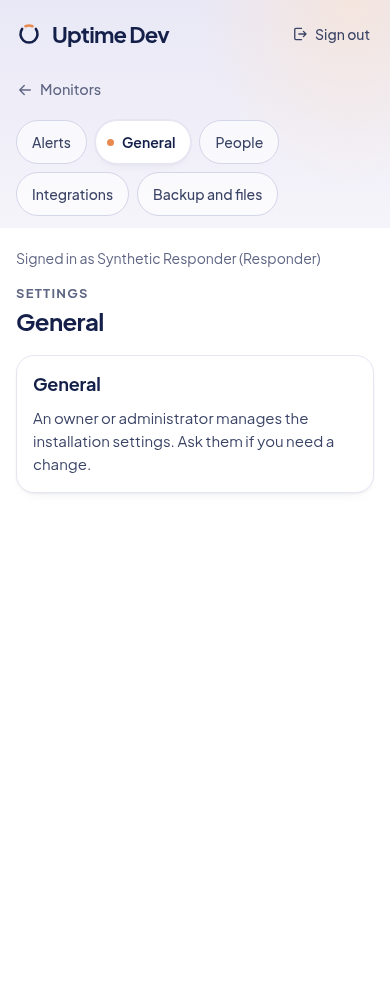 Uptime Dev
Sign out
Monitors
Alerts
General
People
Integrations
Backup and files
Signed in as Synthetic Responder (Responder)
SETTINGS
General
General
An owner or administrator manages the
installation settings. Ask them if you need a
change.